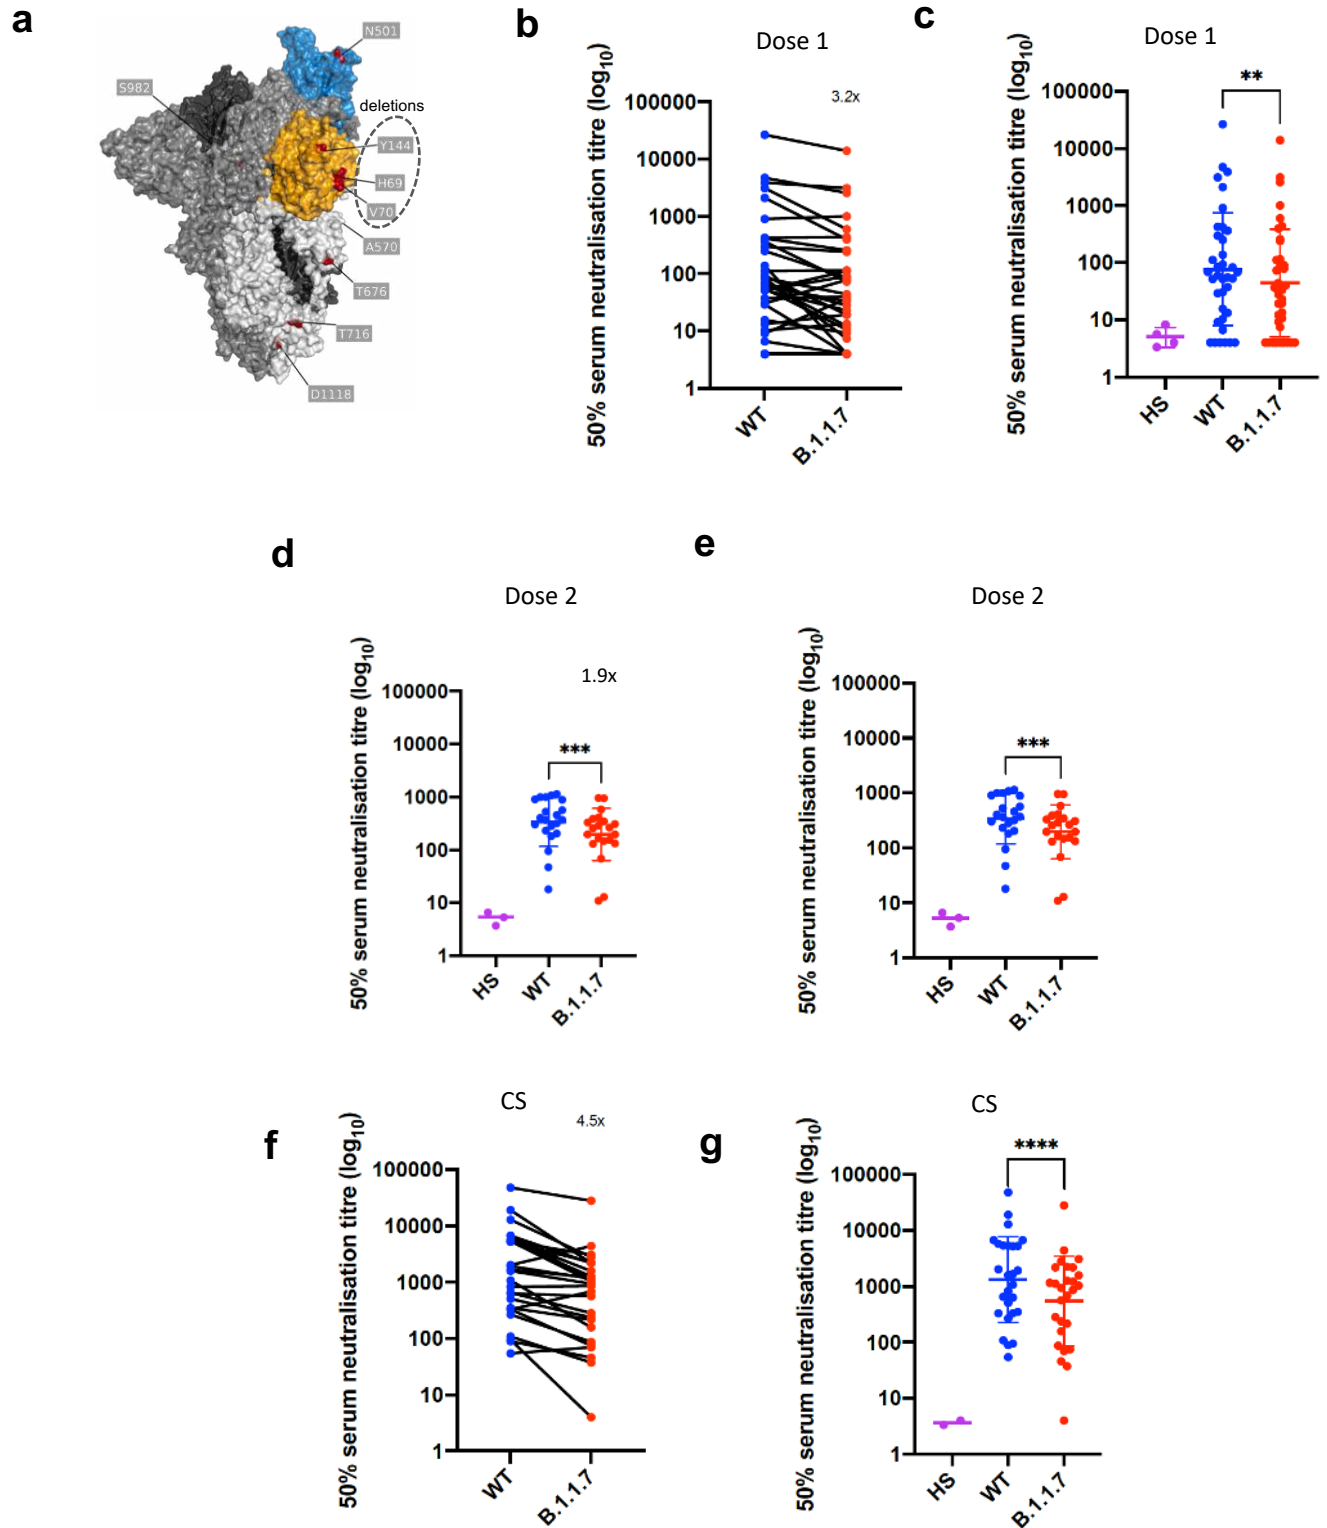 a
N501
S982
deletions
Y144
H69
V70
A570
T676
T716
D1118
b
Dose 1
3.2x
50% serum neutralisation titre (log10)
100000
10000
1000
100
10
1
WT
B.1.1.7
c
Dose 1
**
50% serum neutralisation titre (log10)
100000
10000
1000
100
10
1
HS
WT
B.1.1.7
d
Dose 2
1.9x
***
50% serum neutralisation titre (log10)
100000
10000
1000
100
10
1
HS
WT
B.1.1.7
e
Dose 2
***
50% serum neutralisation titre (log10)
100000
10000
1000
100
10
1
HS
WT
B.1.1.7
f
CS
4.5x
50% serum neutralisation titre (log10)
100000
10000
1000
100
10
1
WT
B.1.1.7
g
CS
****
50% serum neutralisation titre (log10)
100000
10000
1000
100
10
1
HS
WT
B.1.1.7